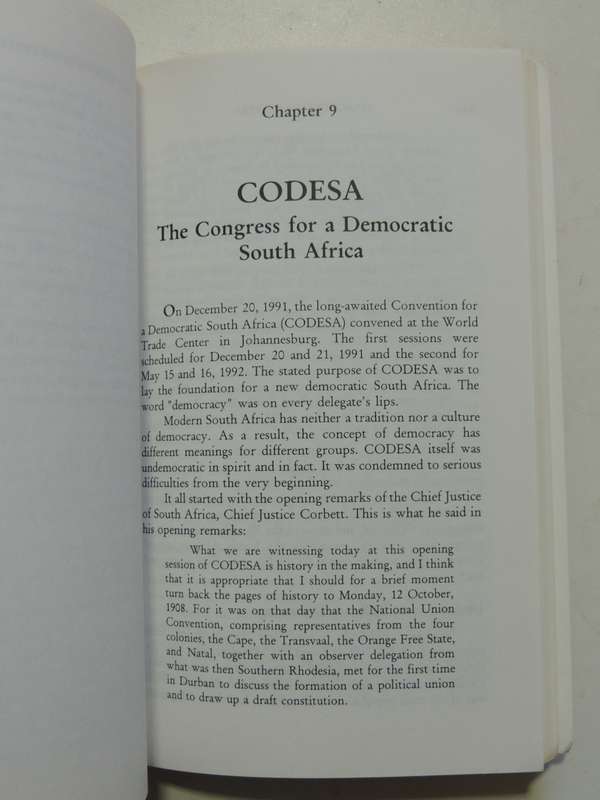 Chapter 9
CODESA
The Congress for a Democratic
South Africa
On December 20, 1991, the long-awaited Convention for
a Democratic South Africa (CODESA) convened at the World
Trade Center in Johannesburg. The first sessions were
scheduled for December 20 and 21, 1991 and the second for
May 15 and 16, 1992. The stated purpose of CODESA was to
lay the foundation for a new democratic South Africa. The
word "democracy" was on every delegate's lips.
Modern South Africa has neither a tradition nor a culture
of democracy. As a result, the concept of democracy has
different meanings for different groups. CODESA itself was
undemocratic in spirit and in fact. It was condemned to serious
difficulties from the very beginning.
It all started with the opening remarks of the Chief Justice
of South Africa, Chief Justice Corbett. This is what he said in
his opening remarks:
What we are witnessing today at this opening
session of CODESA is history in the making, and I think
that it is appropriate that I should for a brief moment
turn back the pages of history to Monday, 12 October,
1908. For it was on that day that the National Union
Convention, comprising representatives from the four
colonies, the Cape, the Transvaal, the Orange Free State,
and Natal, together with an observer delegation from
what was then Southern Rhodesia, met for the first time
in Durban to discuss the formation of a political union
and to draw up a draft constitution.